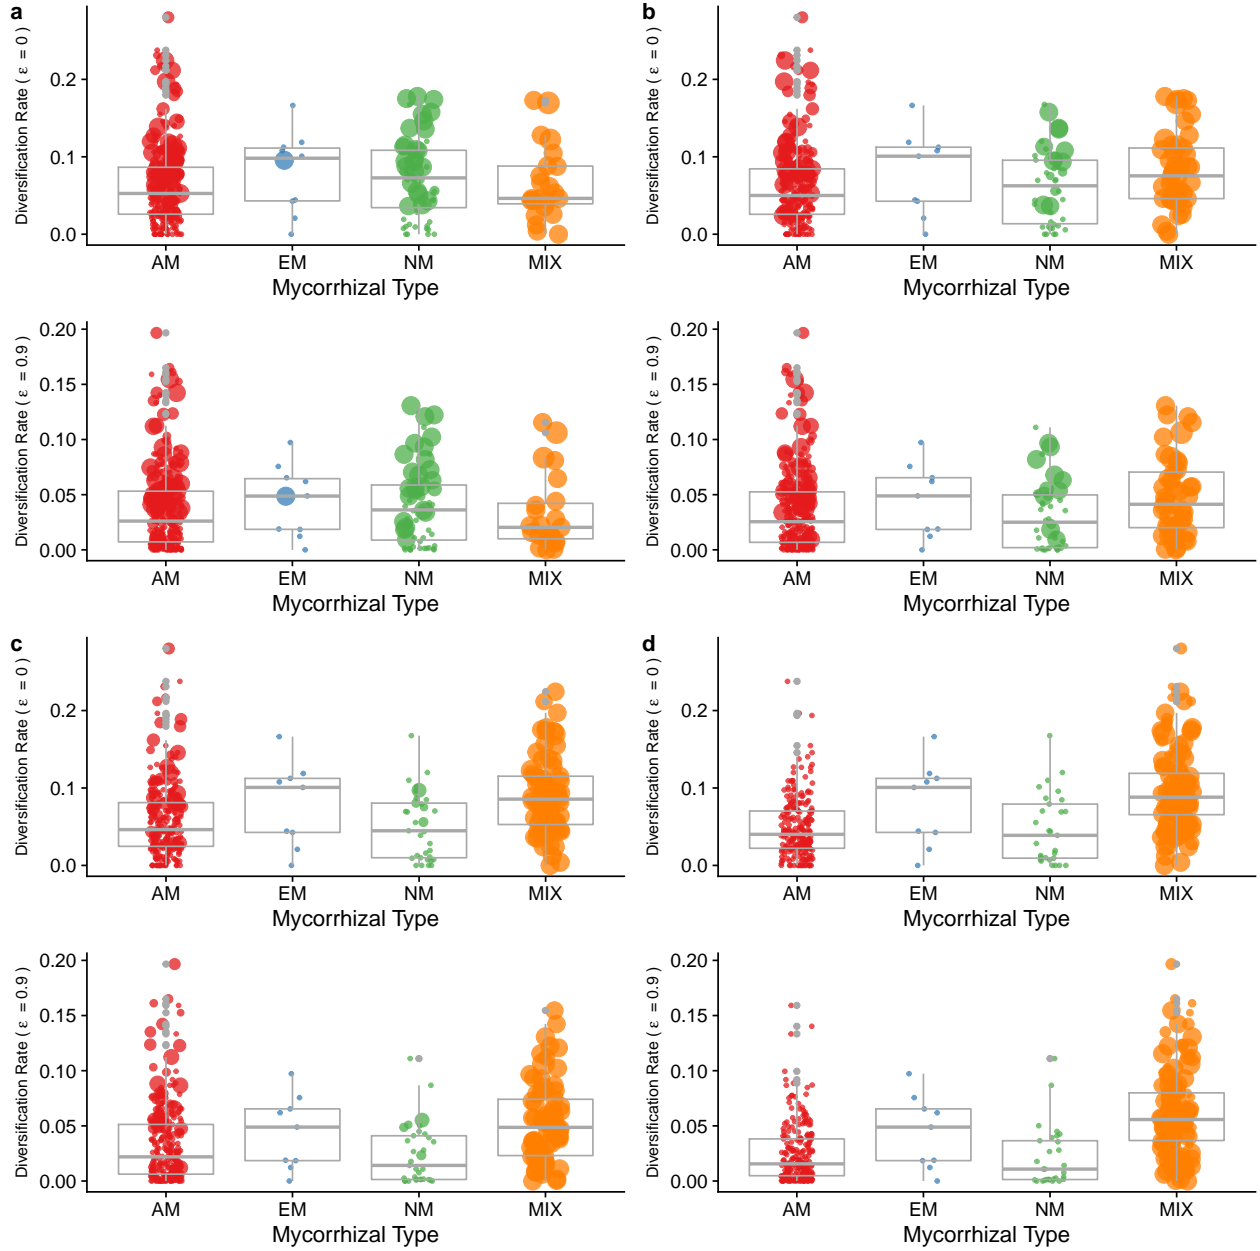 a
Diversification Rate ( ε = 0 )
0.2
0.1
0.0
AM EM NM MIX
Mycorrhizal Type
b
Diversification Rate ( ε = 0 )
0.2
0.1
0.0
AM EM NM MIX
Mycorrhizal Type
Diversification Rate ( ε = 0.9 )
0.20
0.15
0.10
0.05
0.00
AM EM NM MIX
Mycorrhizal Type
Diversification Rate ( ε = 0.9 )
0.20
0.15
0.10
0.05
0.00
AM EM NM MIX
Mycorrhizal Type
c
Diversification Rate ( ε = 0 )
0.2
0.1
0.0
AM EM NM MIX
Mycorrhizal Type
d
Diversification Rate ( ε = 0 )
0.2
0.1
0.0
AM EM NM MIX
Mycorrhizal Type
Diversification Rate ( ε = 0.9 )
0.20
0.15
0.10
0.05
0.00
AM EM NM MIX
Mycorrhizal Type
Diversification Rate ( ε = 0.9 )
0.20
0.15
0.10
0.05
0.00
AM EM NM MIX
Mycorrhizal Type